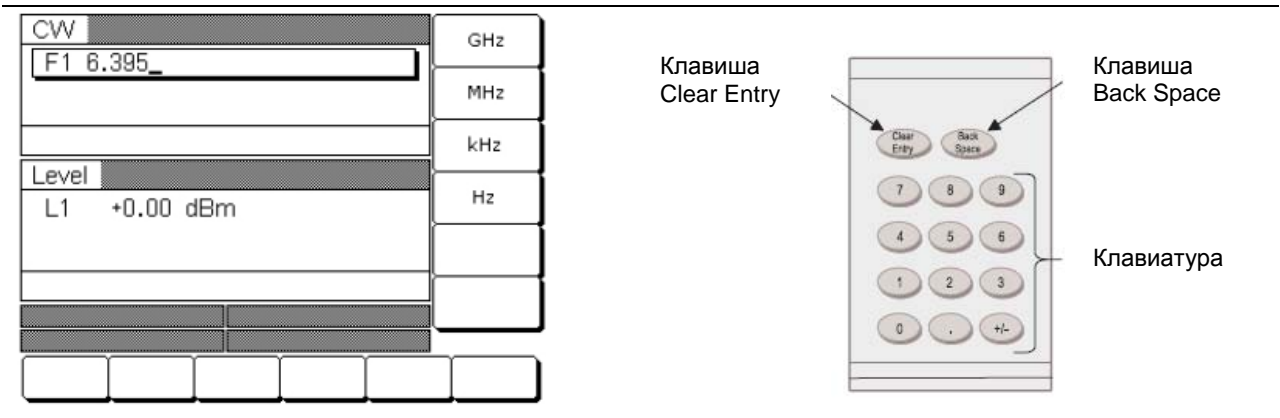 CW
F1 6.395_
Level
L1 +0.00 dBm
GHz
MHz
kHz
Hz
Клавиша
Clear Entry
Клавиша
Back Space
Clear
Entry
Back
Space
7 8 9
4 5 6
1 2 3
0 . +/-
Клавиатура